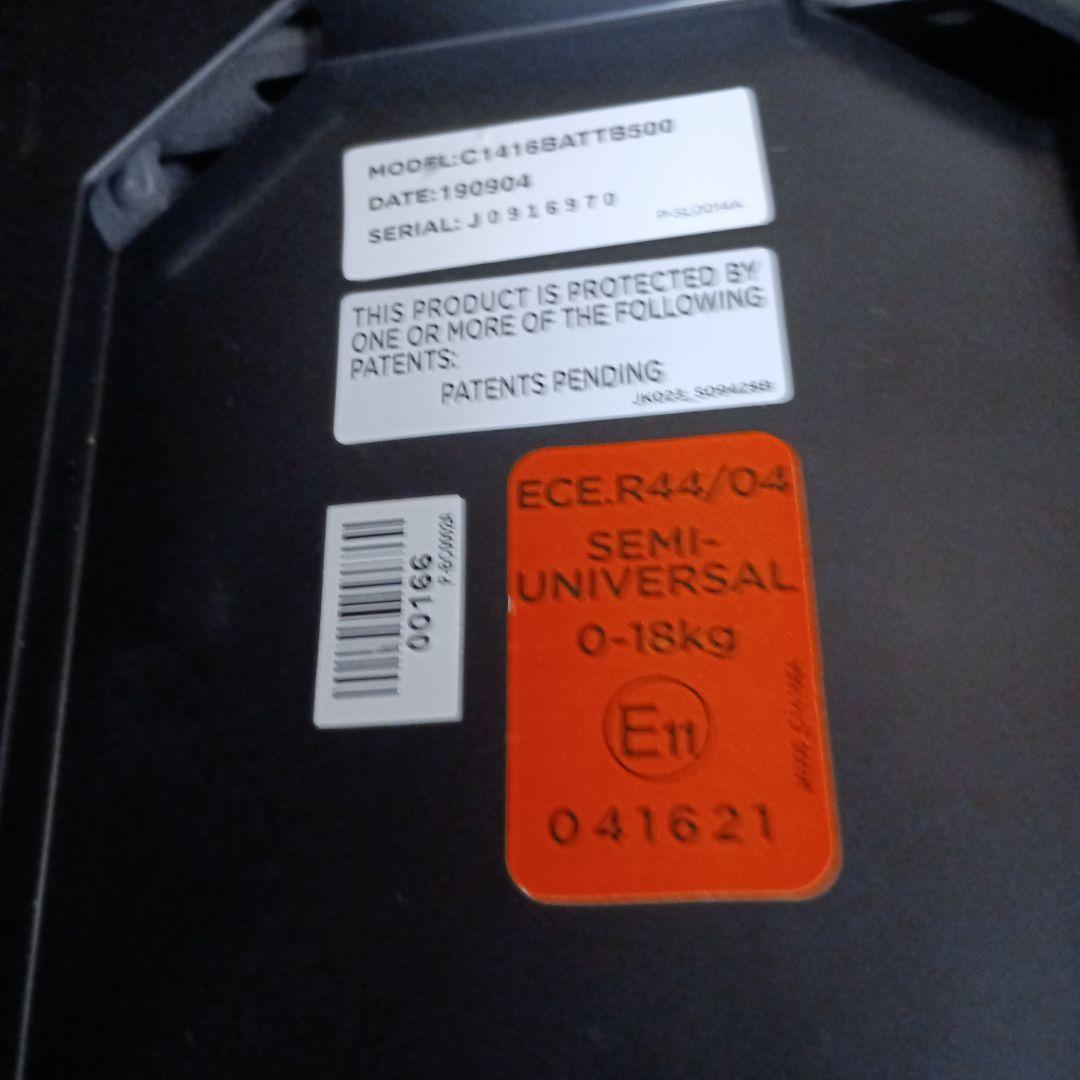 MODEL:C1416BATTB500
DATE:190904
SERIAL: J0916970
P-SL0014A
THIS PRODUCT IS PROTECTED BY
ONE OR MORE OF THE FOLLOWING
PATENTS:
PATENTS PENDING
00166
ECE.R44/04
SEMI-
UNIVERSAL
0-18kg
E11
041621